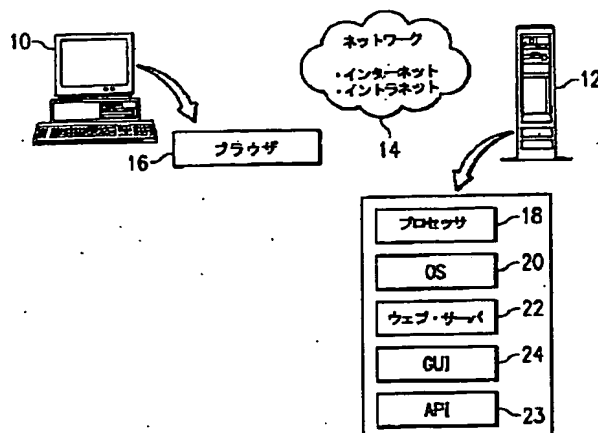 10
ネットワーク
・インターネット
・イントラネット
12
14
16
ブラウザ
プロセッサ
18
OS
20
ウェブ・サーバ
22
GUI
24
API
23